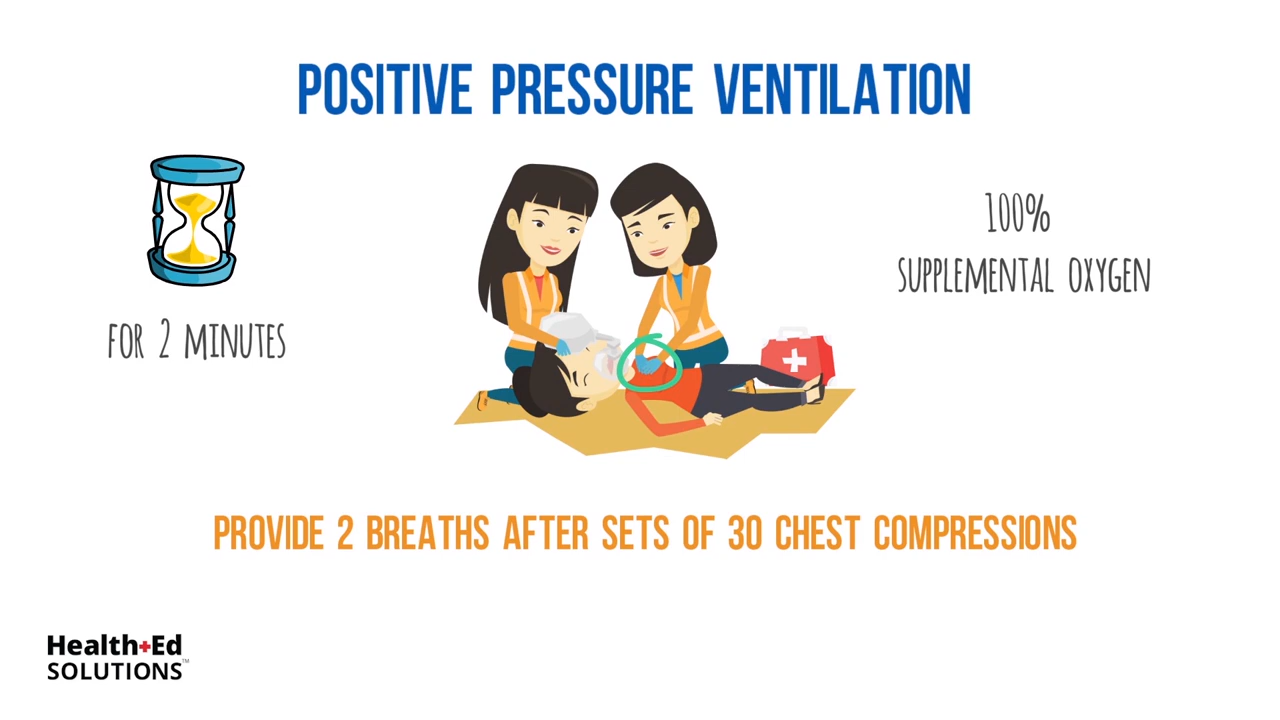 POSITIVE PRESSURE VENTILATION
100%
SUPPLEMENTAL OXYGEN
FOR 2 MINUTES
PROVIDE 2 BREATHS AFTER SETS OF 30 CHEST COMPRESSIONS
Health+Ed
SOLUTIONS™